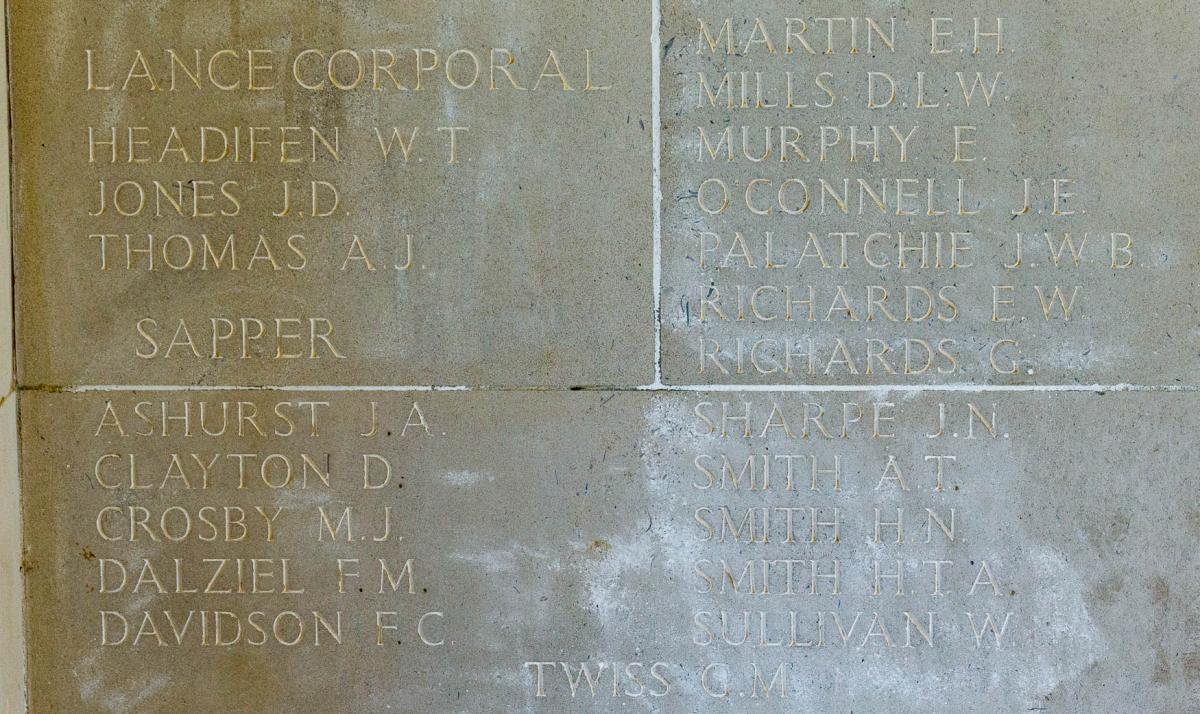 LANCE CORPORAL
HEADIFEN W.T.
JONES J.D.
THOMAS A.J.
SAPPER
ASHURST J.A.
CLAYTON D.
CROSBY M.J.
DALZIEL F.M.
DAVIDSON F.C.
MARTIN E.H.
MILLS D.L.W.
MURPHY E.
O'CONNELL J.E.
PALATCHIE J.W.B.
RICHARDS E.W.
RICHARDS G.
SHARPE J.N.
SMITH A.T.
SMITH H.N.
SMITH H.T.A.
SULLIVAN W.
TWISS G.M.